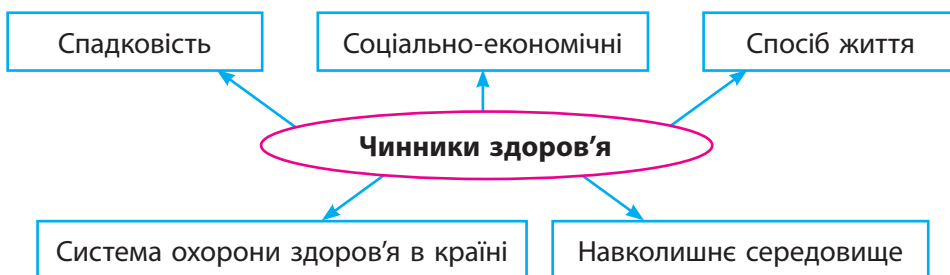 Спадковість
Соціально-економічні
Спосіб життя
Чинники здоров’я
Система охорони здоров’я в країні
Навколишнє середовище